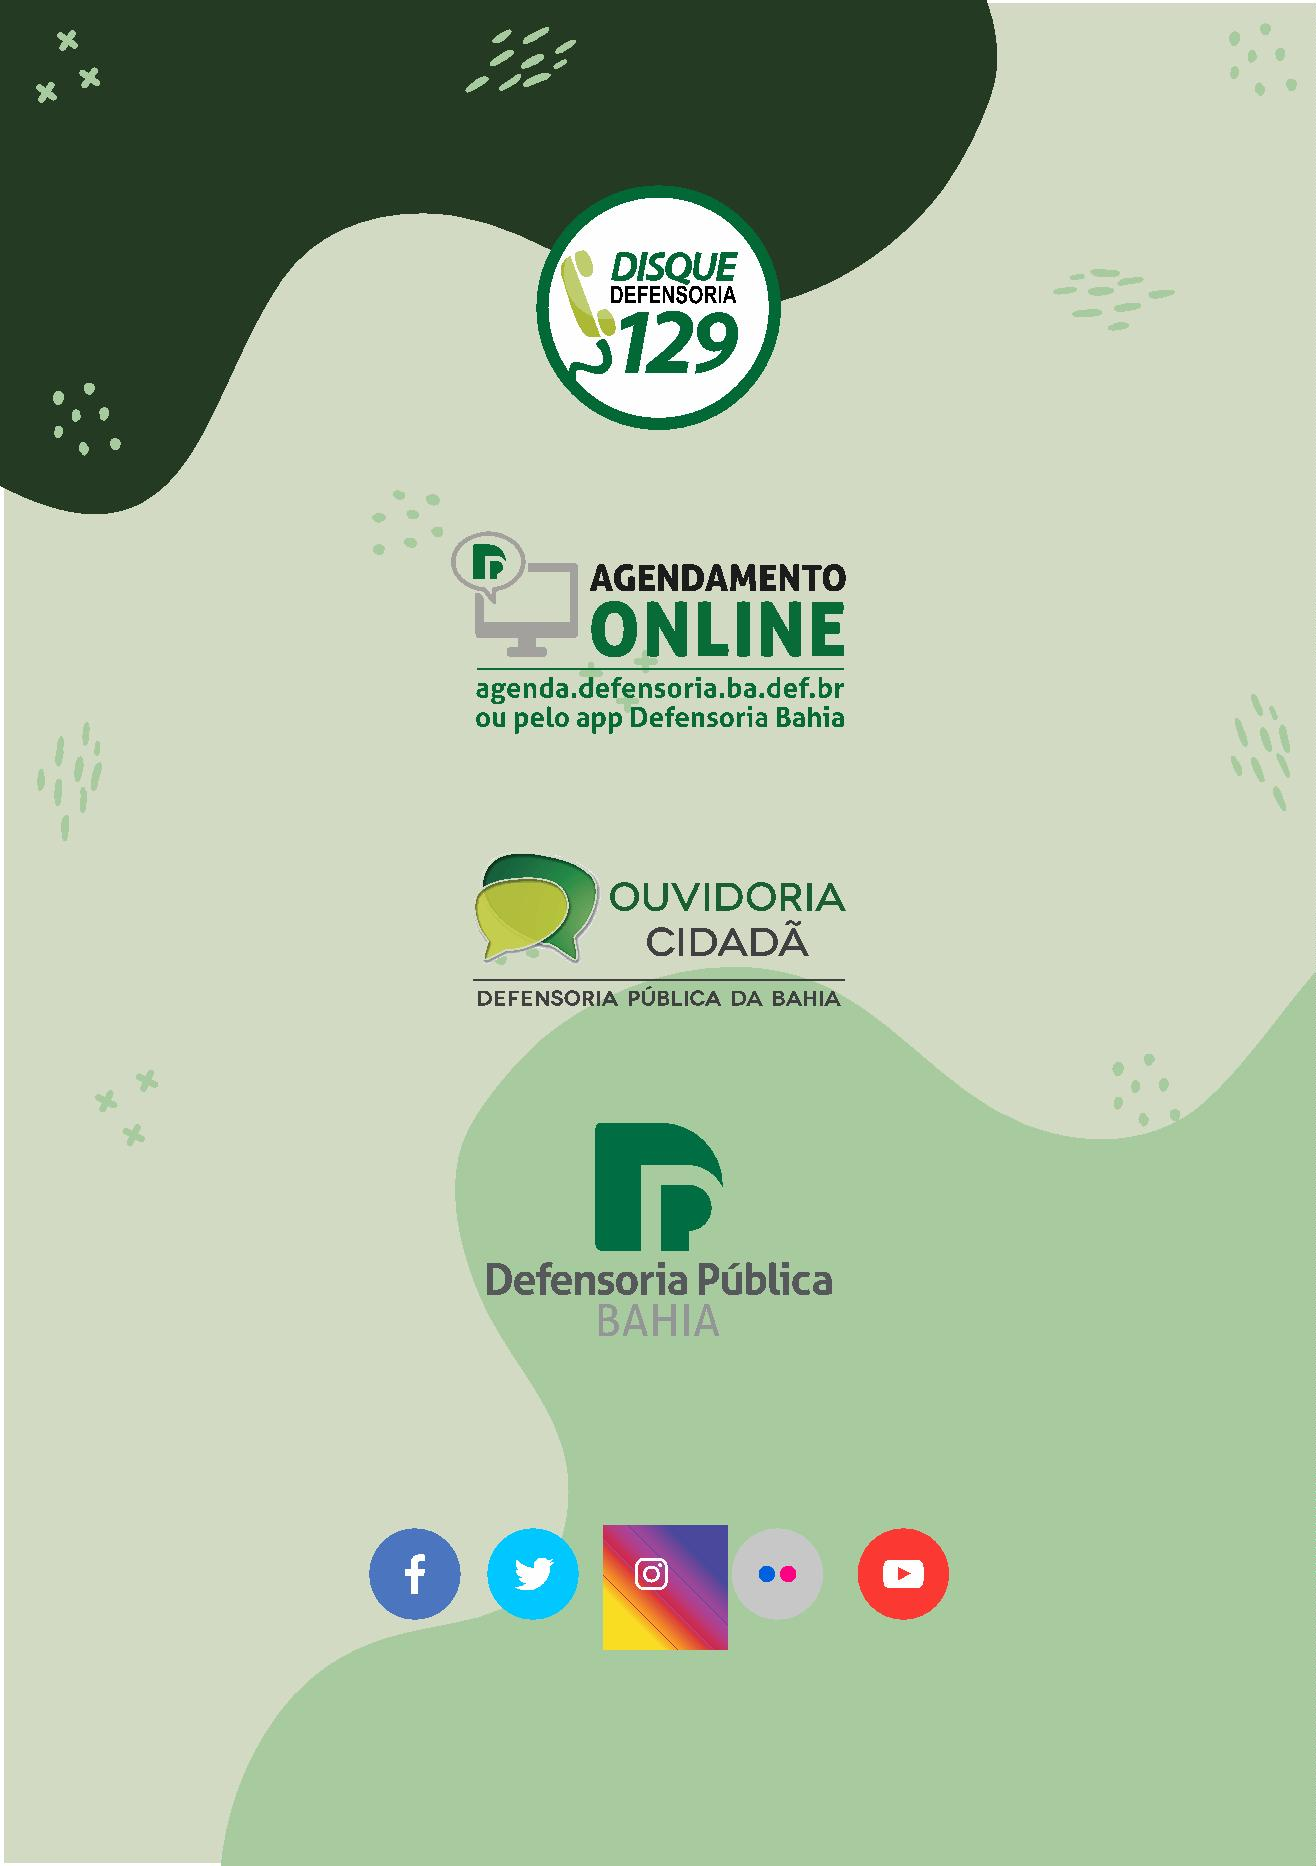 DISQUE
DEFENSORIA
129
AGENDAMENTO
ONLINE
agenda.defensoria.ba.def.br
ou pelo app Defensoria Bahia
OUVIDORIA
CIDADÃ
DEFENSORIA PÚBLICA DA BAHIA
Defensoria Pública
BAHIA